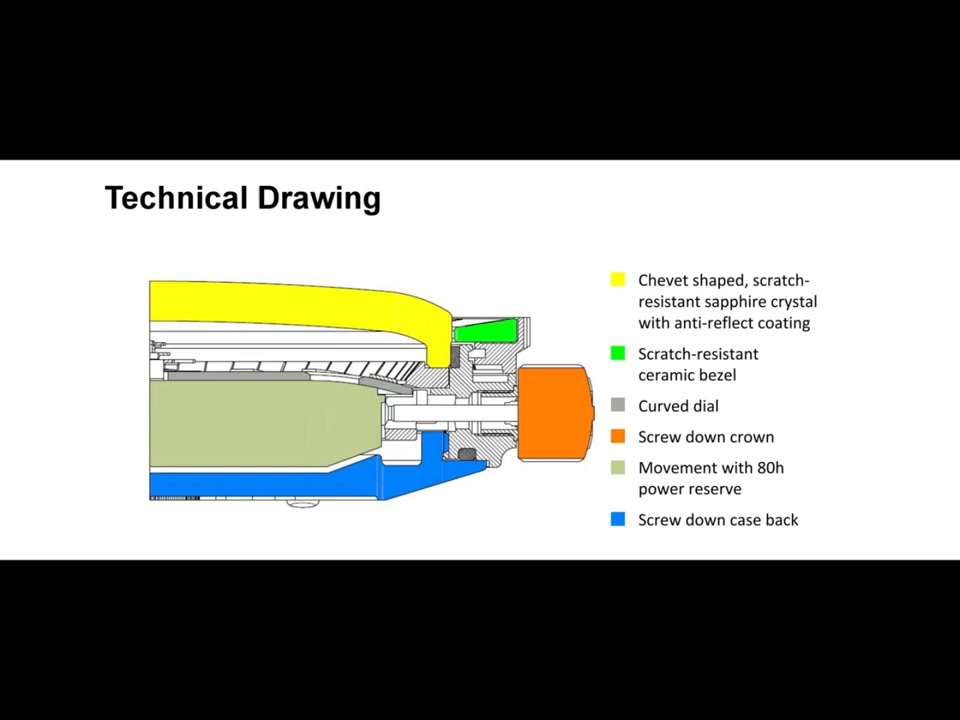 Technical Drawing
Chevet shaped, scratch-
resistant sapphire crystal
with anti-reflect coating
Scratch-resistant
ceramic bezel
Curved dial
Screw down crown
Movement with 80h
power reserve
Screw down case back